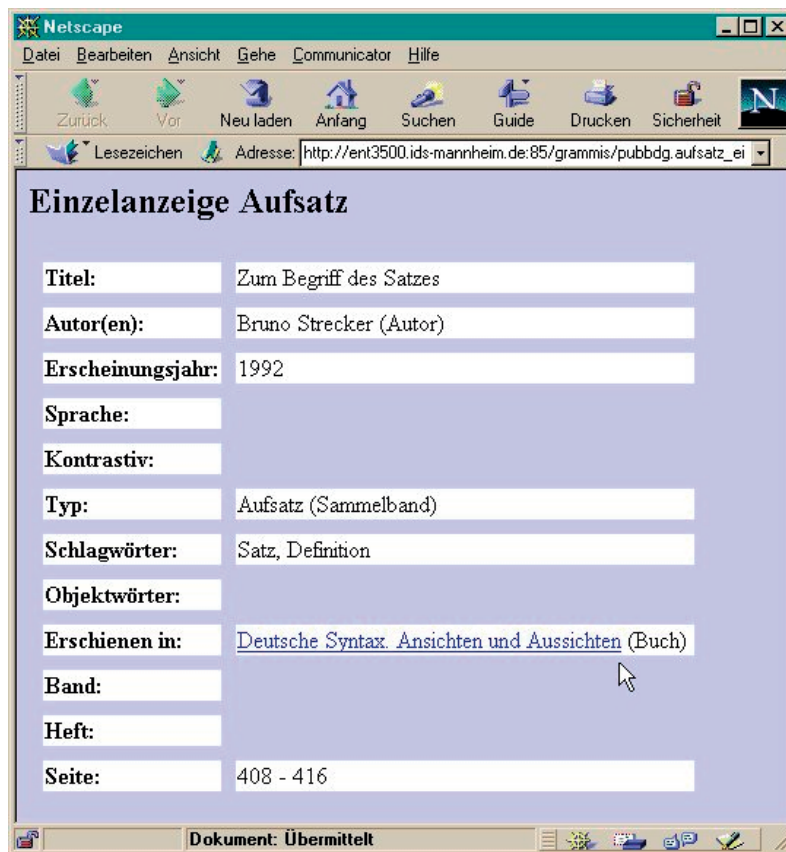 Netscape
Datei Bearbeiten Ansicht Gehe Communicator Hilfe
Zurück Vor Neu laden Anfang Suchen Guide Drucken Sicherheit N
Lesezeichen Adresse: http://ent3500.ids-mannheim.de:85/grammis/pubbdg.aufsatz_ei
Einzelanzeige Aufsatz
Titel: Zum Begriff des Satzes
Autor(en): Bruno Strecker (Autor)
Erscheinungsjahr: 1992
Sprache:
Kontrastiv:
Typ: Aufsatz (Sammelband)
Schlagwörter: Satz, Definition
Objektwörter:
Erschienen in: Deutsche Syntax. Ansichten und Aussichten (Buch)
Band:
Heft:
Seite: 408 - 416
Dokument: Übermittelt